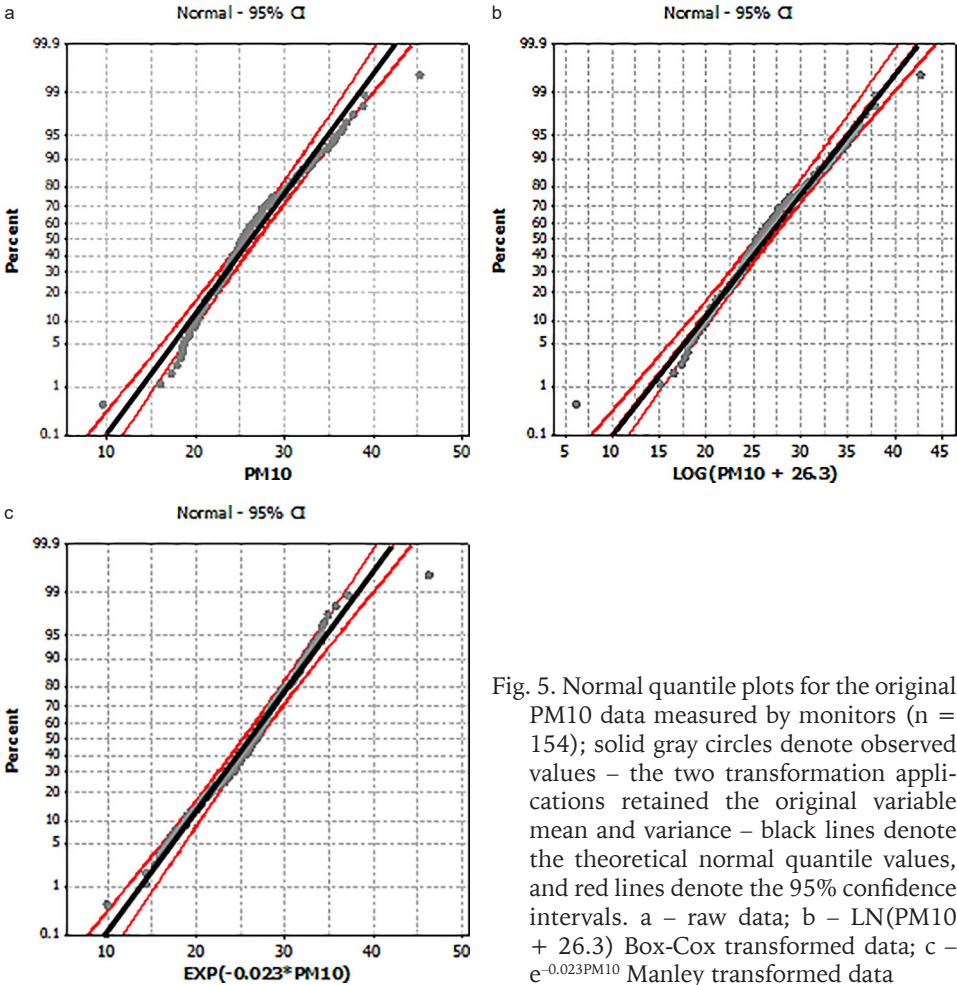 a
Normal - 95% CI
99.9
99
95
90
80
70
60
50
40
30
20
10
5
1
0.1
Percent
10 20 30 40 50
PM10
b
Normal - 95% CI
99.9
99
95
90
80
70
60
50
40
30
20
10
5
1
0.1
Percent
5 10 15 20 25 30 35 40 45
LOG(PM10 + 26.3)
c
Normal - 95% CI
99.9
99
95
90
80
70
60
50
40
30
20
10
5
1
0.1
Percent
10 20 30 40 50
EXP(-0.023*PM10)
Fig. 5. Normal quantile plots for the original
PM10 data measured by monitors (n =
154); solid gray circles denote observed
values – the two transformation appli-
cations retained the original variable
mean and variance – black lines denote
the theoretical normal quantile values,
and red lines denote the 95% confidence
intervals. a – raw data; b – LN(PM10
+ 26.3) Box-Cox transformed data; c –
e–0.023PM10 Manley transformed data